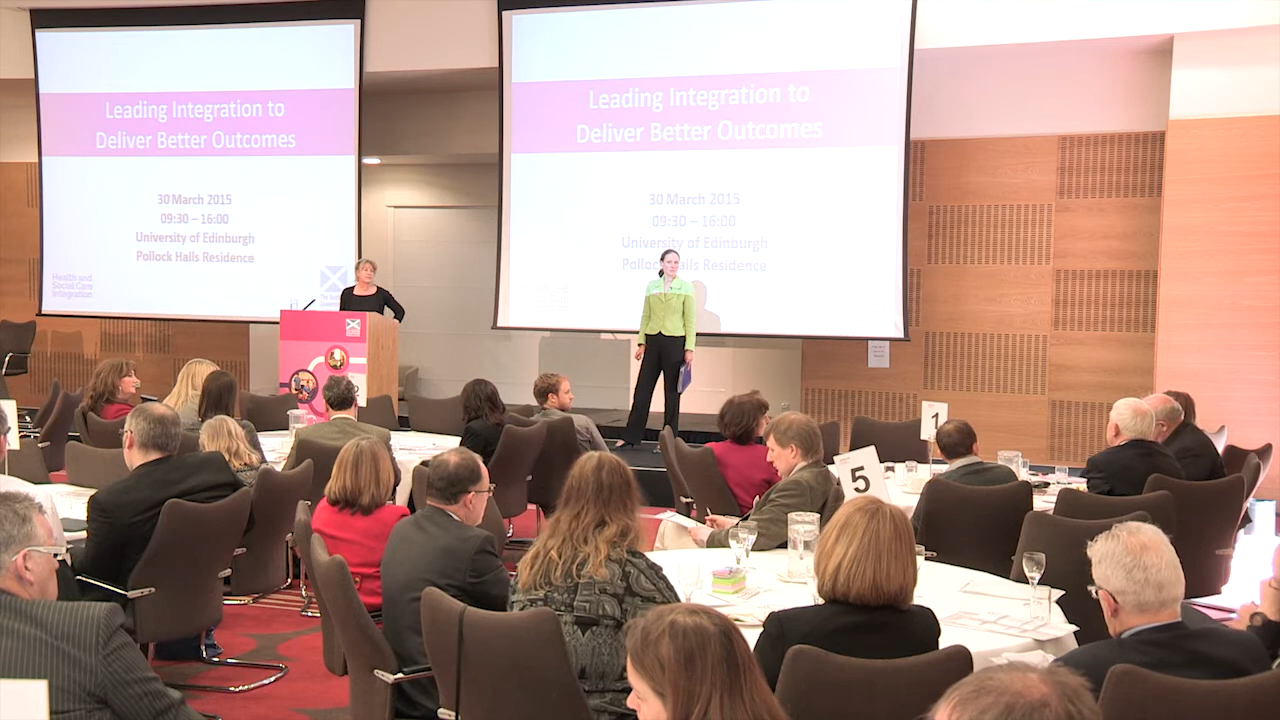 Leading Integration to
Deliver Better Outcomes
30 March 2015
09:30 – 16:00
University of Edinburgh
Pollock Halls Residence
Health and
Social Care
Integration
Leading Integration to
Deliver Better Outcomes
30 March 2015
09:30 – 16:00
University of Edinburgh
Pollock Halls Residence
1
5